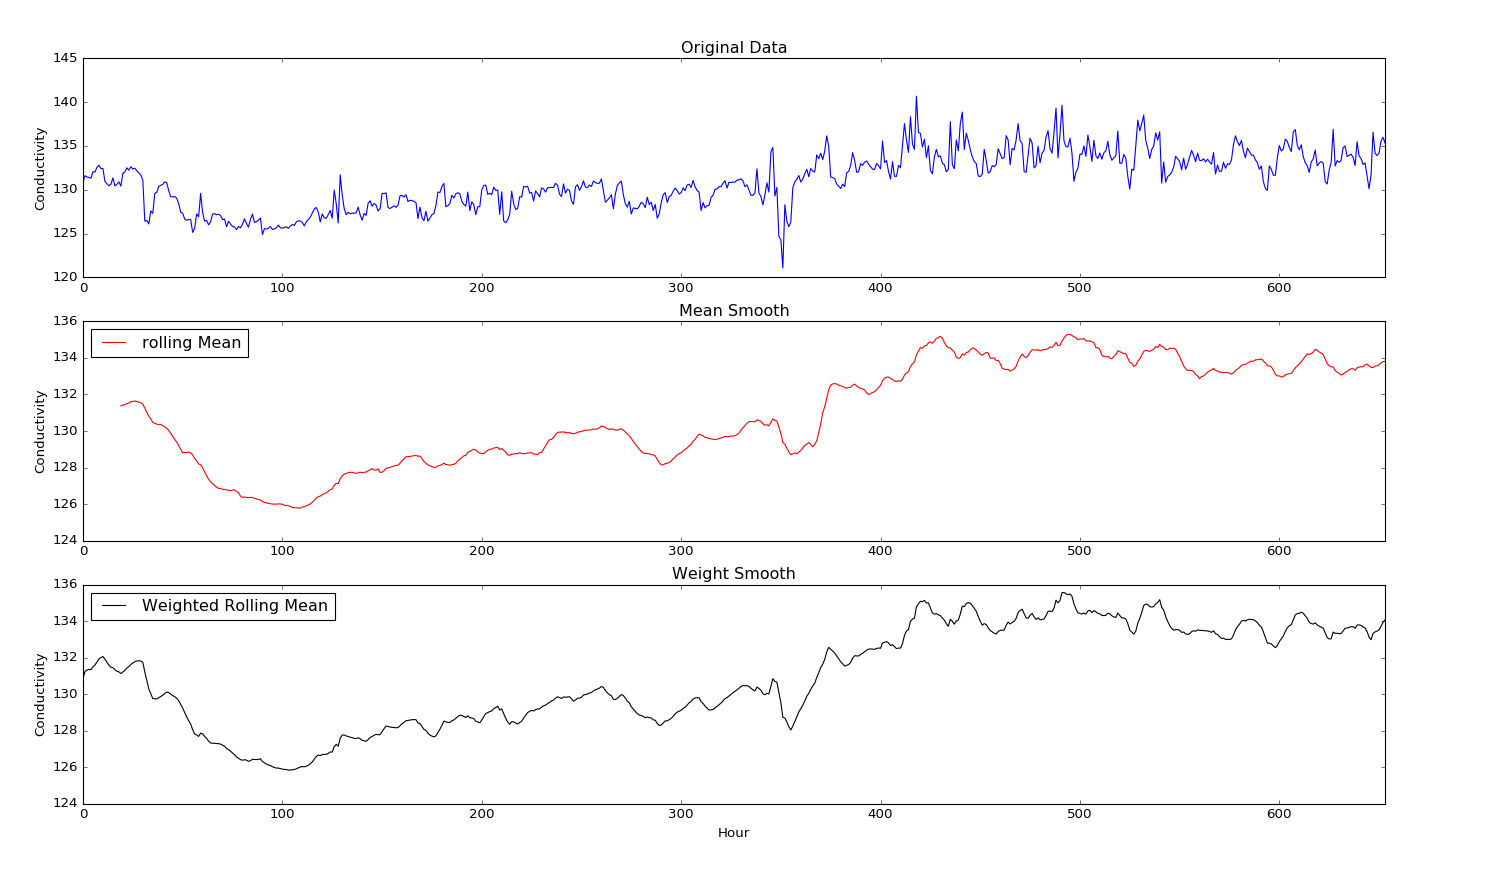 Original Data
145
140
135
130
125
120
Conductivity
0 100 200 300 400 500 600
Mean Smooth
136
134
132
130
128
126
124
Conductivity
rolling Mean
0 100 200 300 400 500 600
Weight Smooth
136
134
132
130
128
126
124
Conductivity
Weighted Rolling Mean
0 100 200 300 400 500 600
Hour